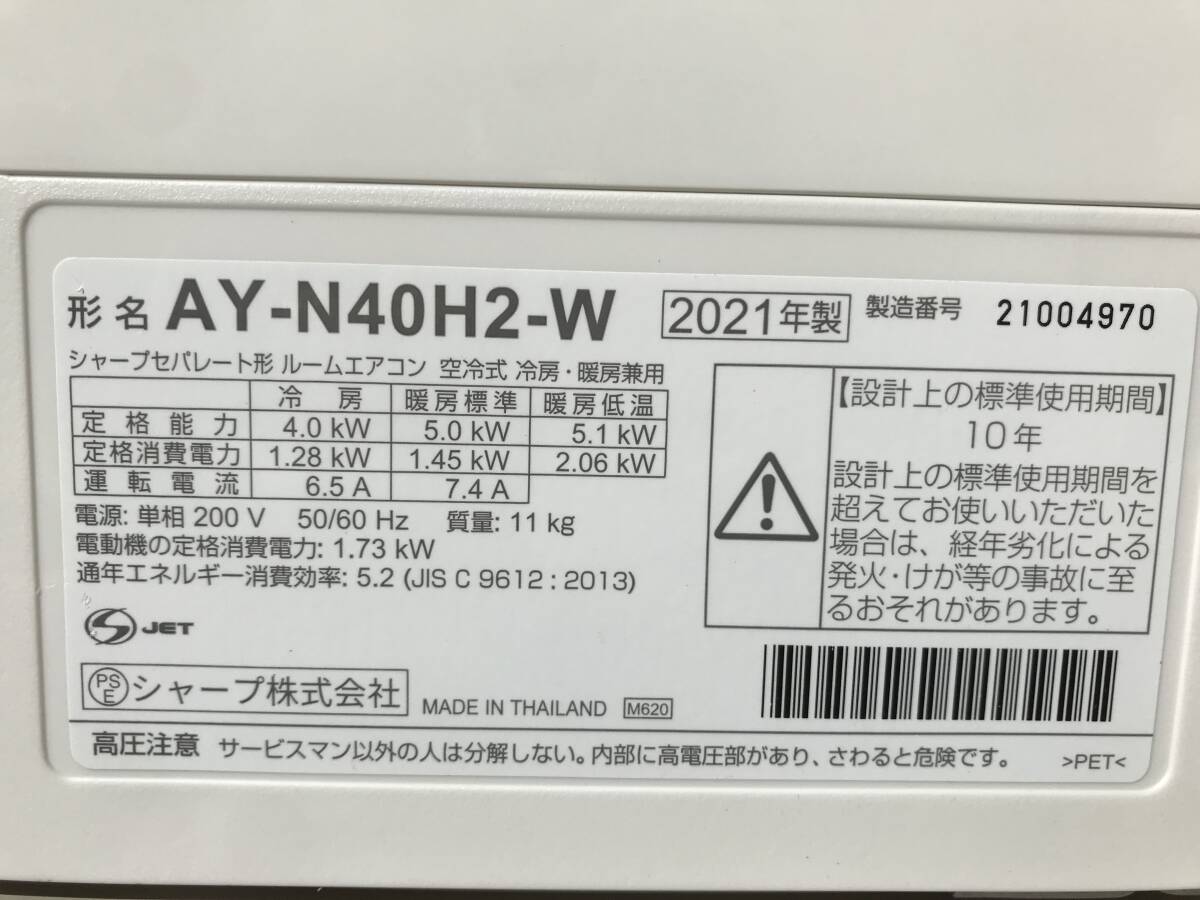 形名 AY-N40H2-W 2021年製 製造番号 21004970
シャープセパレート形 ルームエアコン 空冷式 冷房・暖房兼用
冷房 暖房標準 暖房低温
定格能力 4.0 kW 5.0 kW 5.1 kW
定格消費電力 1.28 kW 1.45 kW 2.06 kW
運転電流 6.5 A 7.4 A
電源: 単相 200 V 50/60 Hz 質量: 11 kg
電動機の定格消費電力: 1.73 kW
通年エネルギー消費効率: 5.2 (JIS C 9612 : 2013)
【設計上の標準使用期間】
10年
設計上の標準使用期間を
超えてお使いいただいた
場合は、経年劣化による
発火・けが等の事故に至
るおそれがあります。
S JET
PS
E シャープ株式会社 MADE IN THAILAND M620
高圧注意 サービスマン以外の人は分解しない。内部に高電圧部があり、さわると危険です。 >PET<